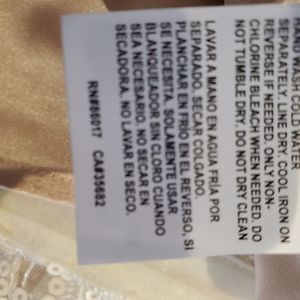 HAND WASH COLD WATER
SEPARATELY. LINE DRY. COOL IRON ON
REVERSE IF NEEDED. ONLY NON-
CHLORINE BLEACH WHEN NEEDED. DO
NOT TUMBLE DRY. DO NOT DRY CLEAN
LAVAR A MANO EN AGUA FRIA POR
SEPARADO. SECAR COLGADO.
PLANCHAR EN FRIO EN EL REVERSO, SI
SE NECESITA. SOLAMENTE USAR
BLANQUEADOR SIN CLORO CUANDO
SEA NECESARIO. NO SECAR EN
SECADORA. NO LAVAR EN SECO.
RN#86017 CA#35682